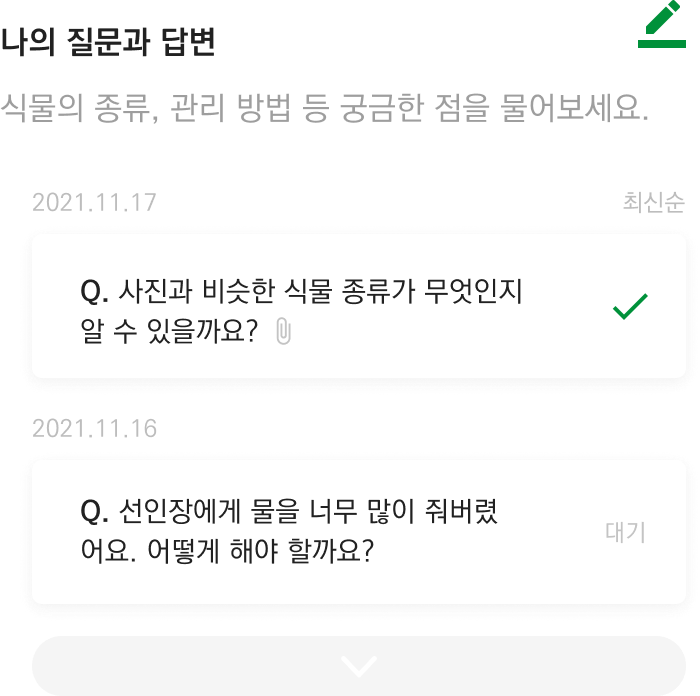 나의 질문과 답변
식물의 종류, 관리 방법 등 궁금한 점을 물어보세요.
2021.11.17
최신순
Q. 사진과 비슷한 식물 종류가 무엇인지
알 수 있을까요?
2021.11.16
Q. 선인장에게 물을 너무 많이 줘버렸
어요. 어떻게 해야 할까요?
대기